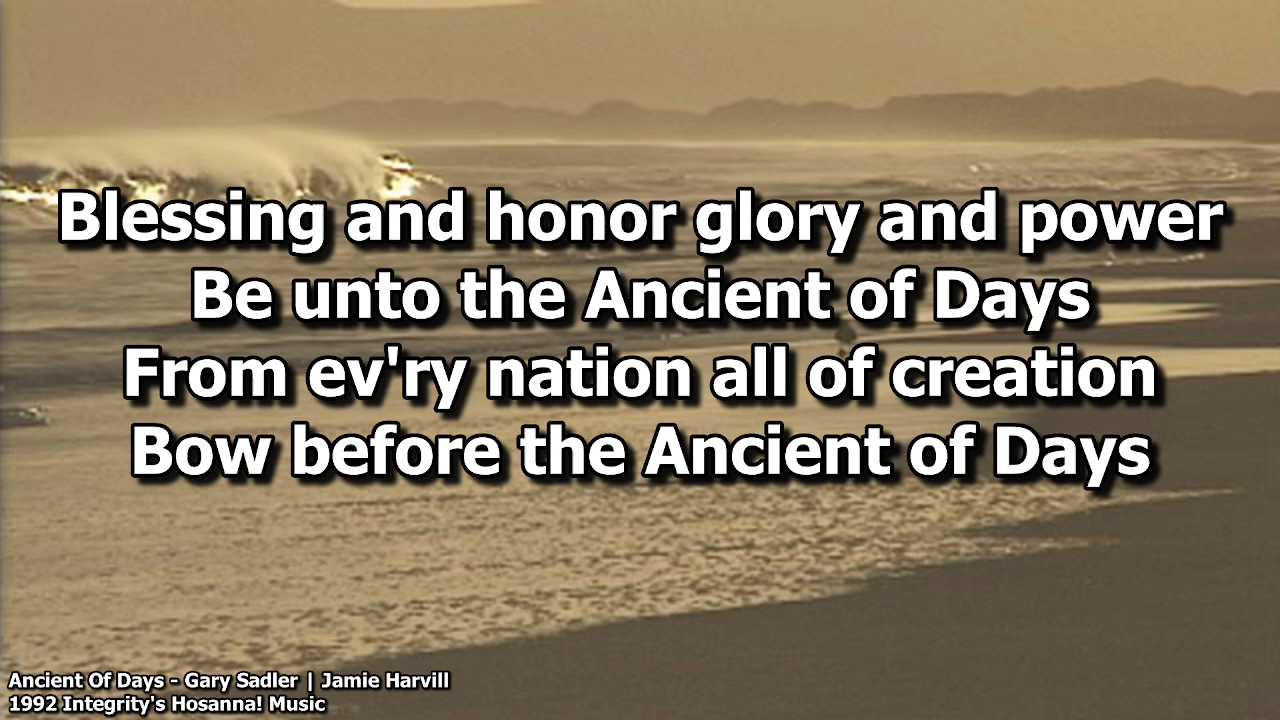 Blessing and honor glory and power
Be unto the Ancient of Days
From ev'ry nation all of creation
Bow before the Ancient of Days
Ancient Of Days - Gary Sadler | Jamie Harvill
1992 Integrity's Hosanna! Music